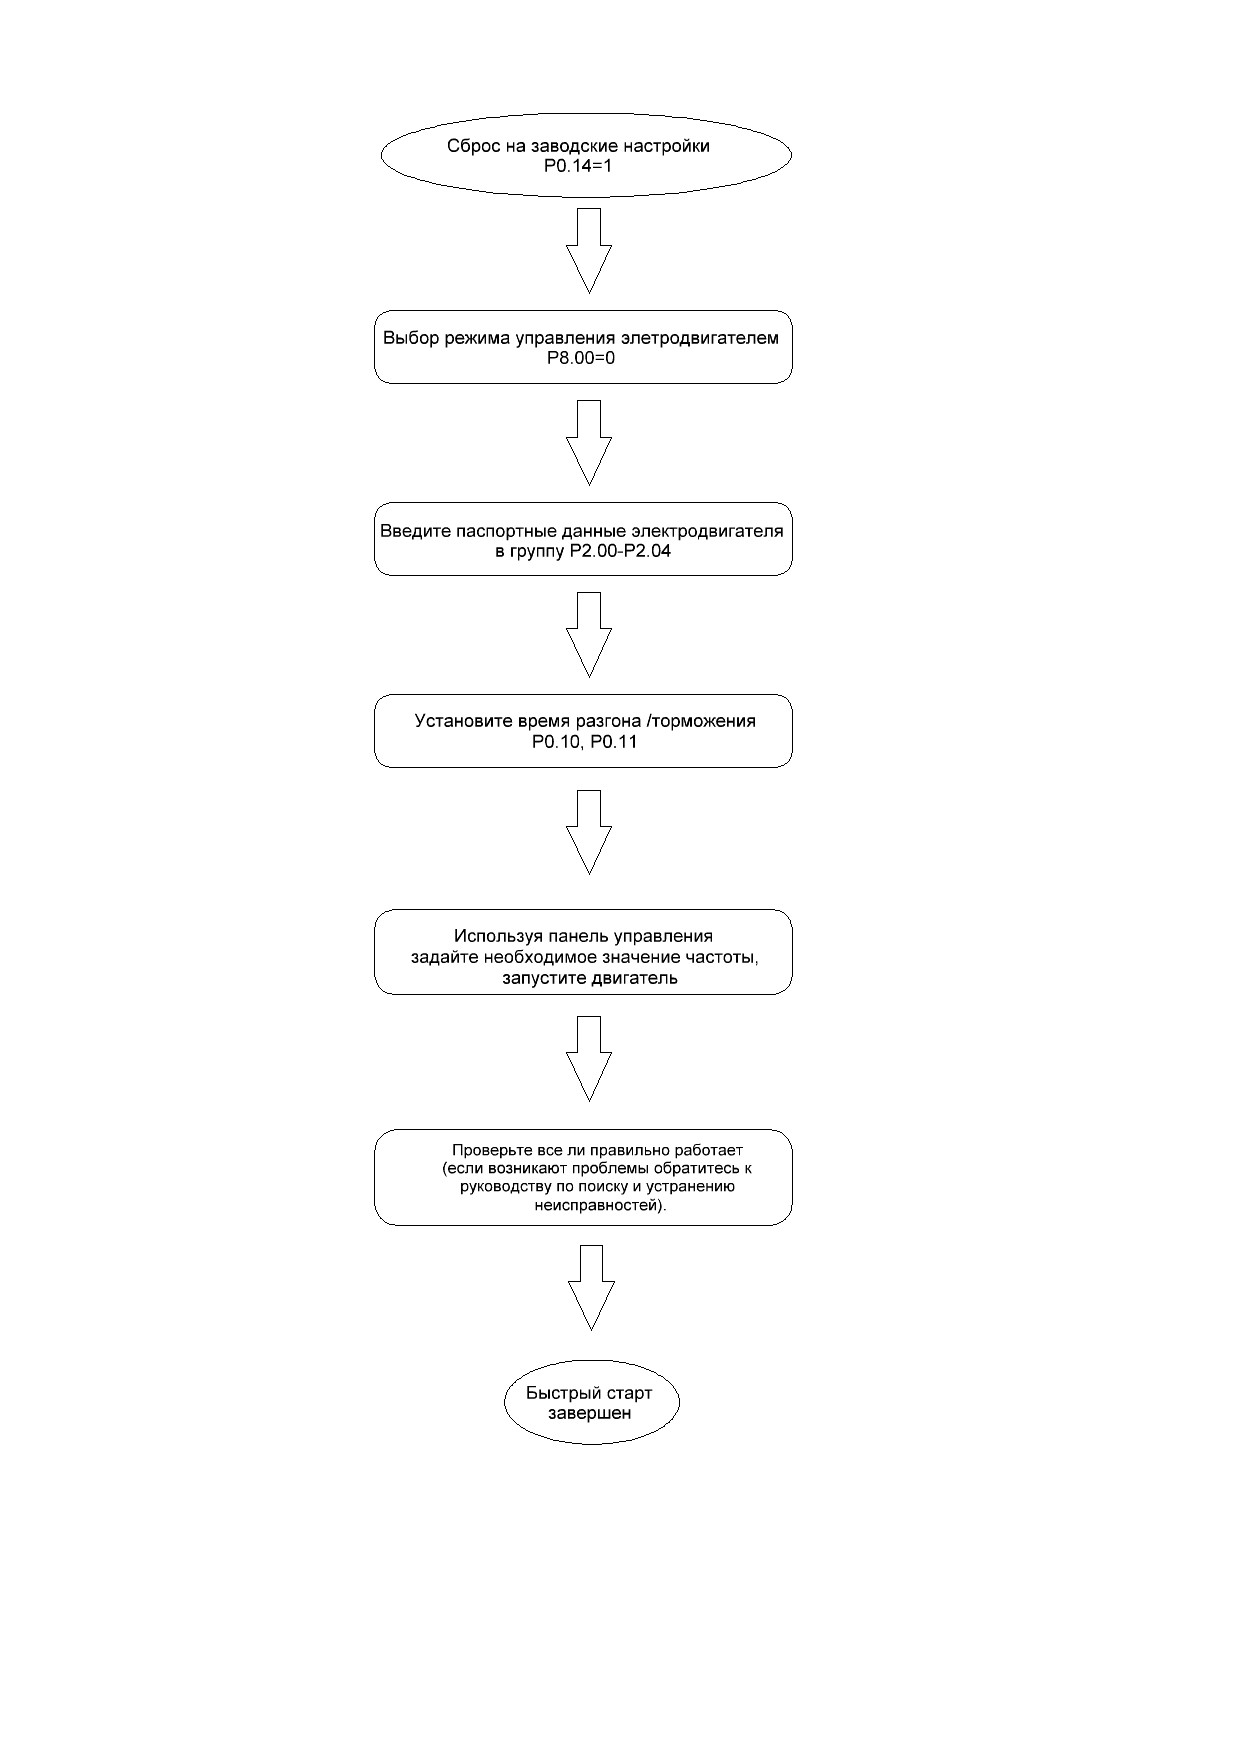 Сброс на заводские настройки
P0.14=1
Выбор режима управления элетродвигателем
P8.00=0
Введите паспортные данные электродвигателя
в группу P2.00-P2.04
Установите время разгона /торможения
P0.10, P0.11
Используя панель управления
задайте необходимое значение частоты,
запустите двигатель
Проверьте все ли правильно работает
(если возникают проблемы обратитесь к
руководству по поиску и устранению
неисправностей).
Быстрый старт
завершен